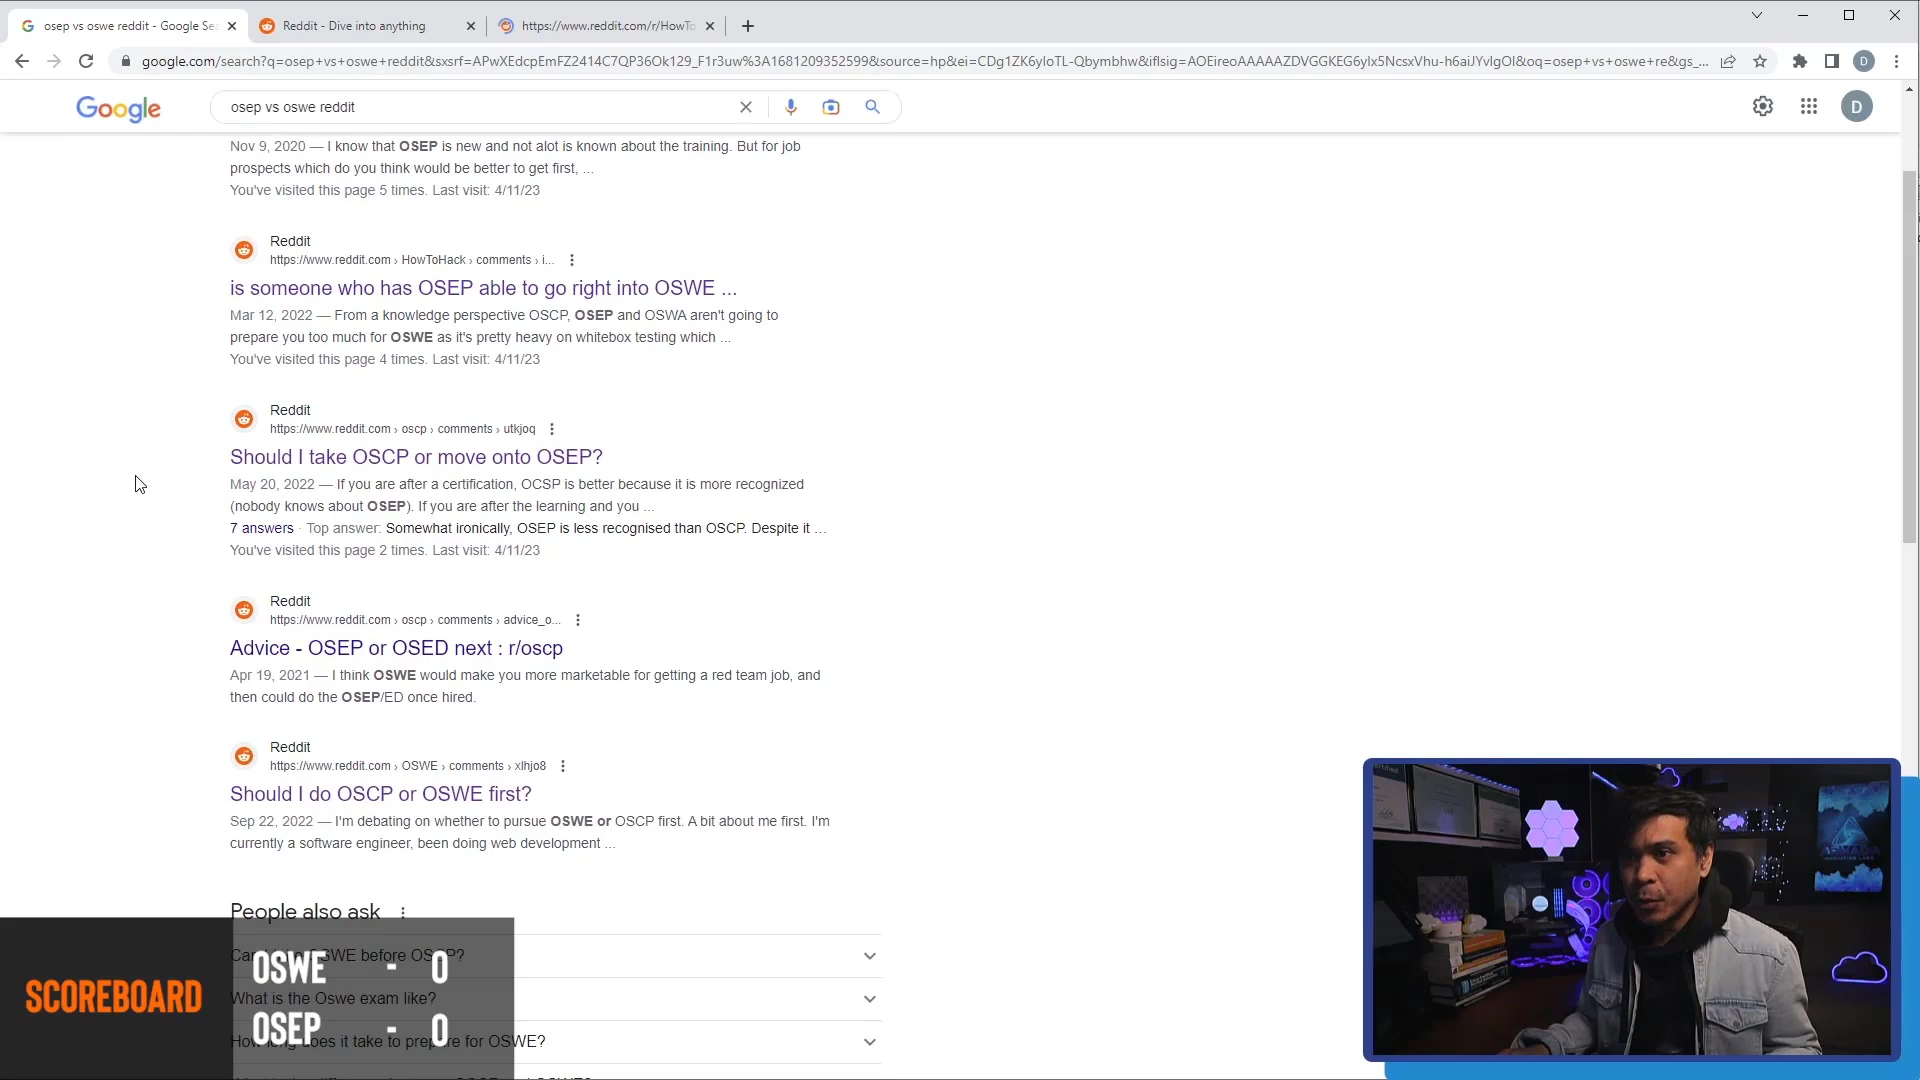 osep vs oswe reddit - Google Sea
Reddit - Dive into anything
https://www.reddit.com/r/HowTo
google.com/search?q=osep+vs+oswe+reddit&sxsrf=APwXEdcpEmFZ2414C7QP36Ok129_F1r3uw%3A1681209352599&source=hp&ei=CDg1ZK6yIoTL-Qbymbhw&iflsig=AOEireoAAAAAZDVGGKEG6ylx5NcsxVhu-h6aiJYvIgOI&oq=osep+vs+oswe+re&gs_...
D
Google
osep vs oswe reddit
D
Nov 9, 2020 — I know that OSEP is new and not alot is known about the training. But for job
prospects which do you think would be better to get first, ...
You've visited this page 5 times. Last visit: 4/11/23
Reddit
https://www.reddit.com › HowToHack › comments › i...
is someone who has OSEP able to go right into OSWE ...
Mar 12, 2022 — From a knowledge perspective OSCP, OSEP and OSWA aren't going to
prepare you too much for OSWE as it's pretty heavy on whitebox testing which ...
You've visited this page 4 times. Last visit: 4/11/23
Reddit
https://www.reddit.com › oscp › comments › utkjoq
Should I take OSCP or move onto OSEP?
May 20, 2022 — If you are after a certification, OCSP is better because it is more recognized
(nobody knows about OSEP). If you are after the learning and you ...
7 answers · Top answer: Somewhat ironically, OSEP is less recognised than OSCP. Despite it ...
You've visited this page 2 times. Last visit: 4/11/23
Reddit
https://www.reddit.com › oscp › comments › advice_o...
Advice - OSEP or OSED next : r/oscp
Apr 19, 2021 — I think OSWE would make you more marketable for getting a red team job, and
then could do the OSEP/ED once hired.
Reddit
https://www.reddit.com › OSWE › comments › xlhjo8
Should I do OSCP or OSWE first?
Sep 22, 2022 — I'm debating on whether to pursue OSWE or OSCP first. A bit about me first. I'm
currently a software engineer, been doing web development ...
People also ask
SWE before OSCP?
What is the Oswe exam like?
How long does it take to prepare for OSWE?
SCOREBOARD
OSWE - 0
OSEP - 0